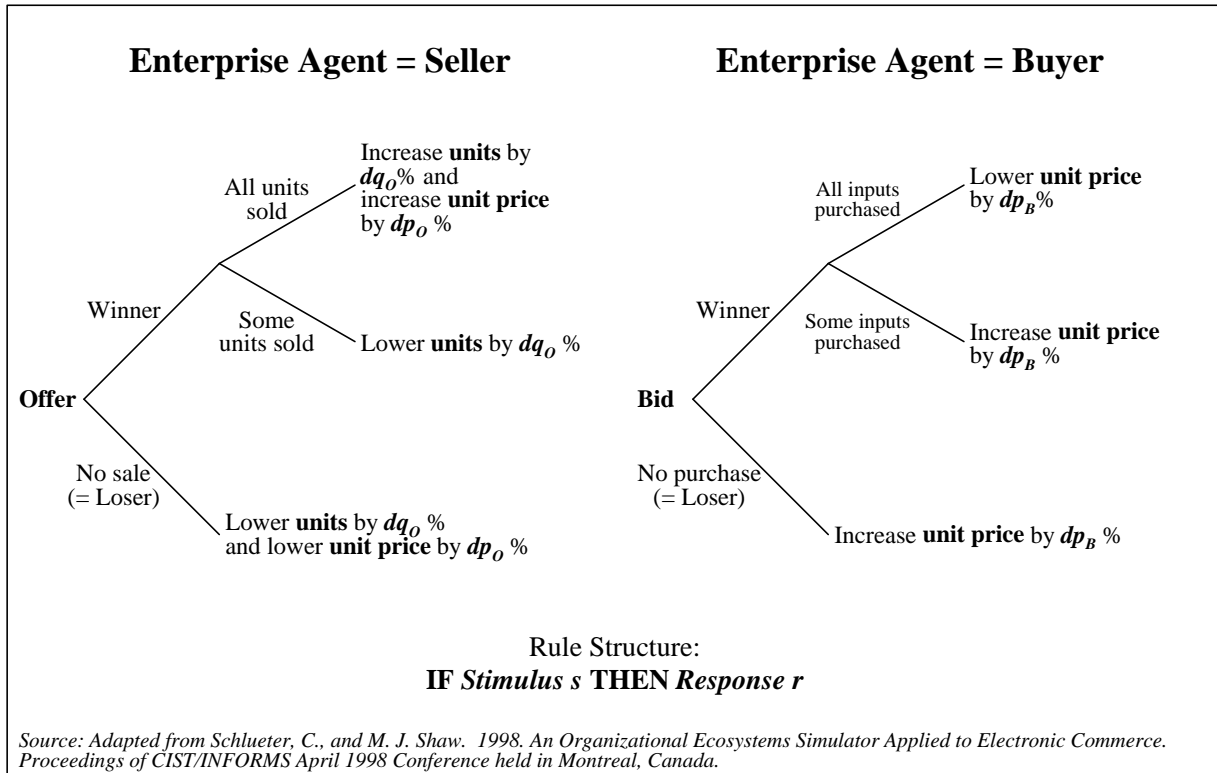 Enterprise Agent = Seller
All units
sold
Increase units by
dqO% and
increase unit price
by dpO %
Winner
Some
units sold
Lower units by dqO %
Offer
No sale
(= Loser)
Lower units by dqO %
and lower unit price by dpO %
Enterprise Agent = Buyer
All inputs
purchased
Lower unit price
by dpB%
Winner
Some inputs
purchased
Increase unit price
by dpB %
Bid
No purchase
(= Loser)
Increase unit price by dpB %
Rule Structure:
IF Stimulus s THEN Response r
Source: Adapted from Schlueter, C., and M. J. Shaw. 1998. An Organizational Ecosystems Simulator Applied to Electronic Commerce.
Proceedings of CIST/INFORMS April 1998 Conference held in Montreal, Canada.